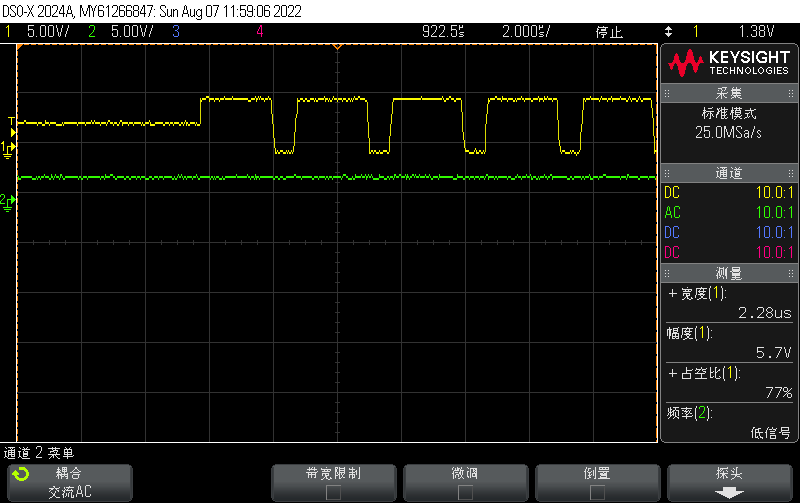 DSO-X 2024A, MY61266847: Sun Aug 07 11:59:06 2022
1 5.00V/ 2 5.00V/ 3 4 922.5s 2.000s/ 停止 1 1.38V
KEYSIGHT
TECHNOLOGIES
采集
标准模式
25.0MSa/s
通道
DC 10.0:1
AC 10.0:1
DC 10.0:1
DC 10.0:1
测量
+宽度(1):
2.28us
幅度(1):
5.7V
+占空比(1):
77%
频率(2):
低信号
T
1
2
通道 2 菜单
耦合
交流AC
带宽限制
微调
倒置
探头